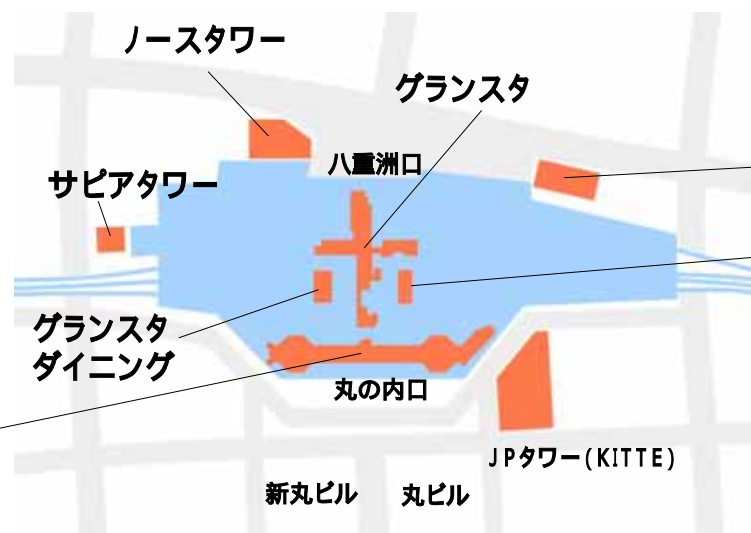 ノースタワー
グランスタ
八重洲口
サピアタワー
グランスタ
ダイニング
丸の内口
JPタワー(KITTE)
新丸ビル
丸ビル